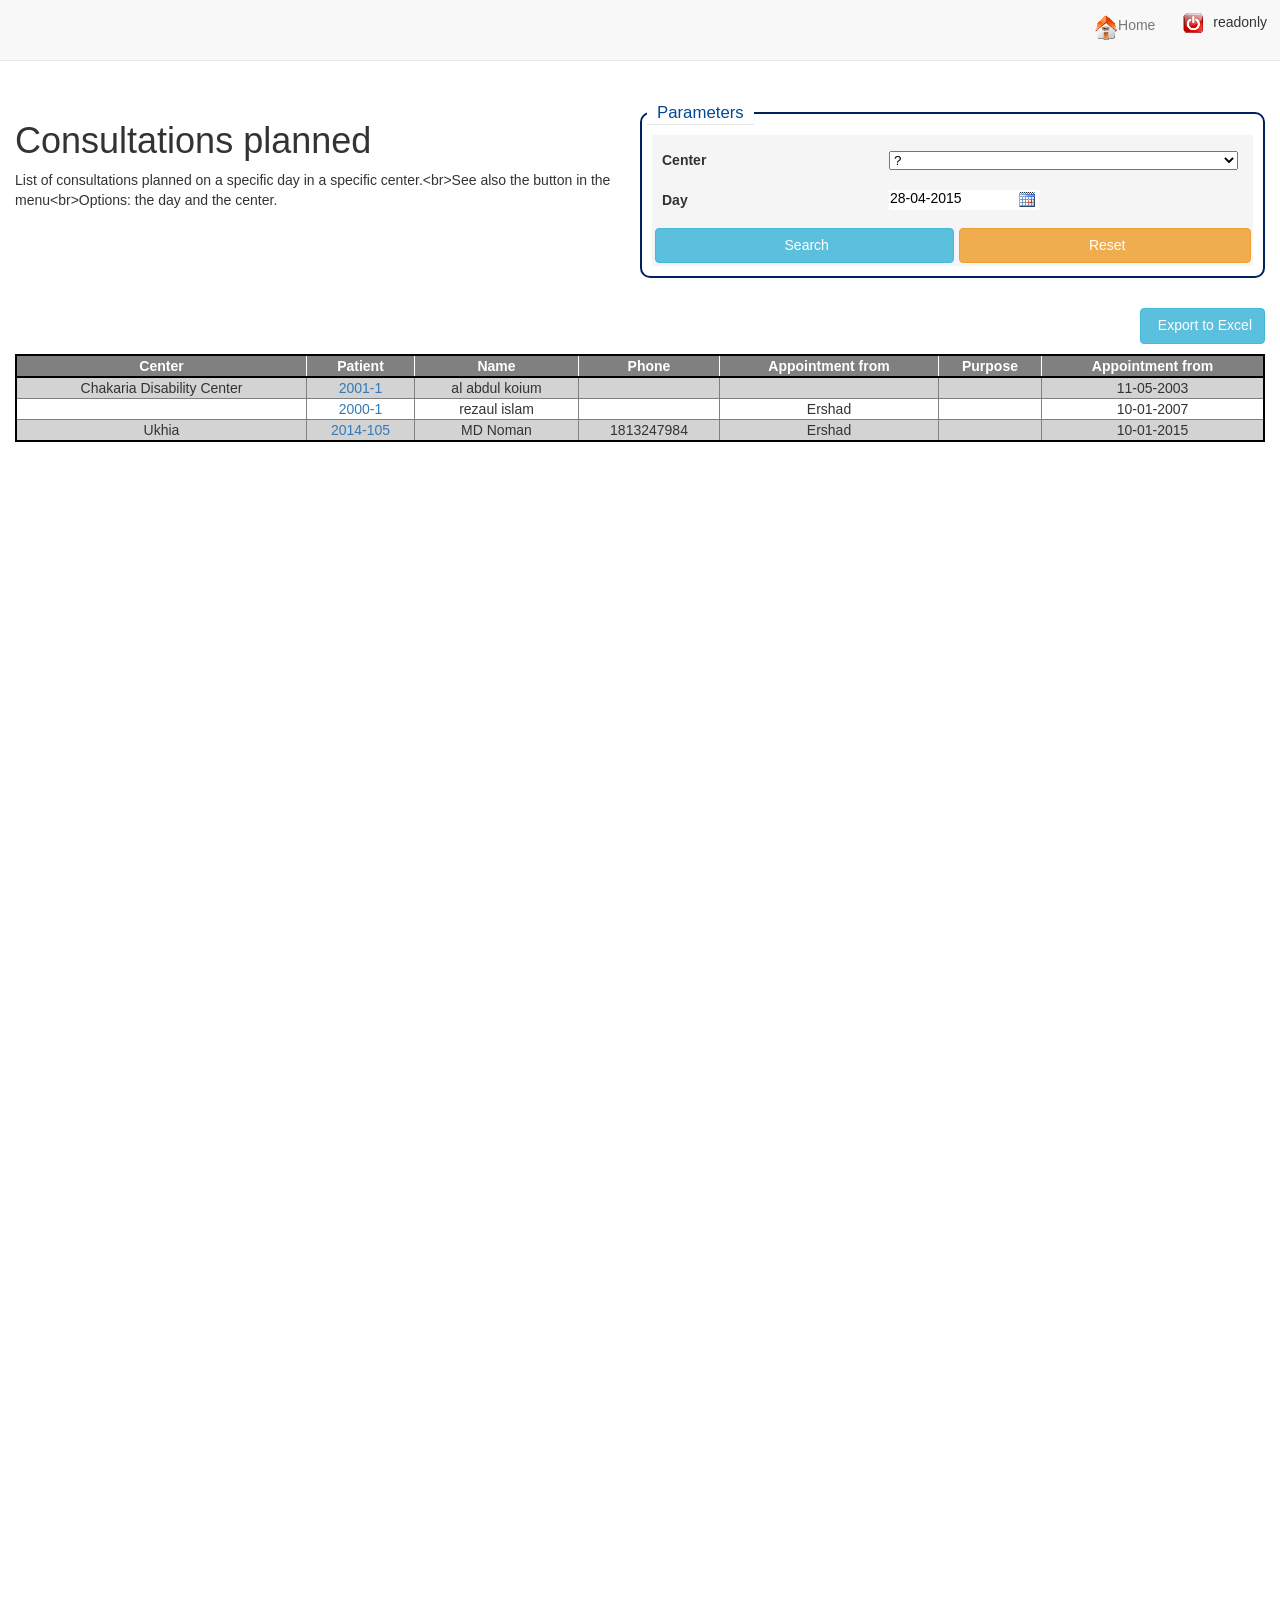 Home readonly
Parameters
Consultations planned
List of consultations planned on a specific day in a specific center.<br>See also the button in the
menu<br>Options: the day and the center.
Center ?
Day 28-04-2015
Search Reset
Export to Excel
Center Patient Name Phone Appointment from Purpose Appointment from
Chakaria Disability Center 2001-1 al abdul koium 11-05-2003
2000-1 rezaul islam Ershad 10-01-2007
Ukhia 2014-105 MD Noman 1813247984 Ershad 10-01-2015